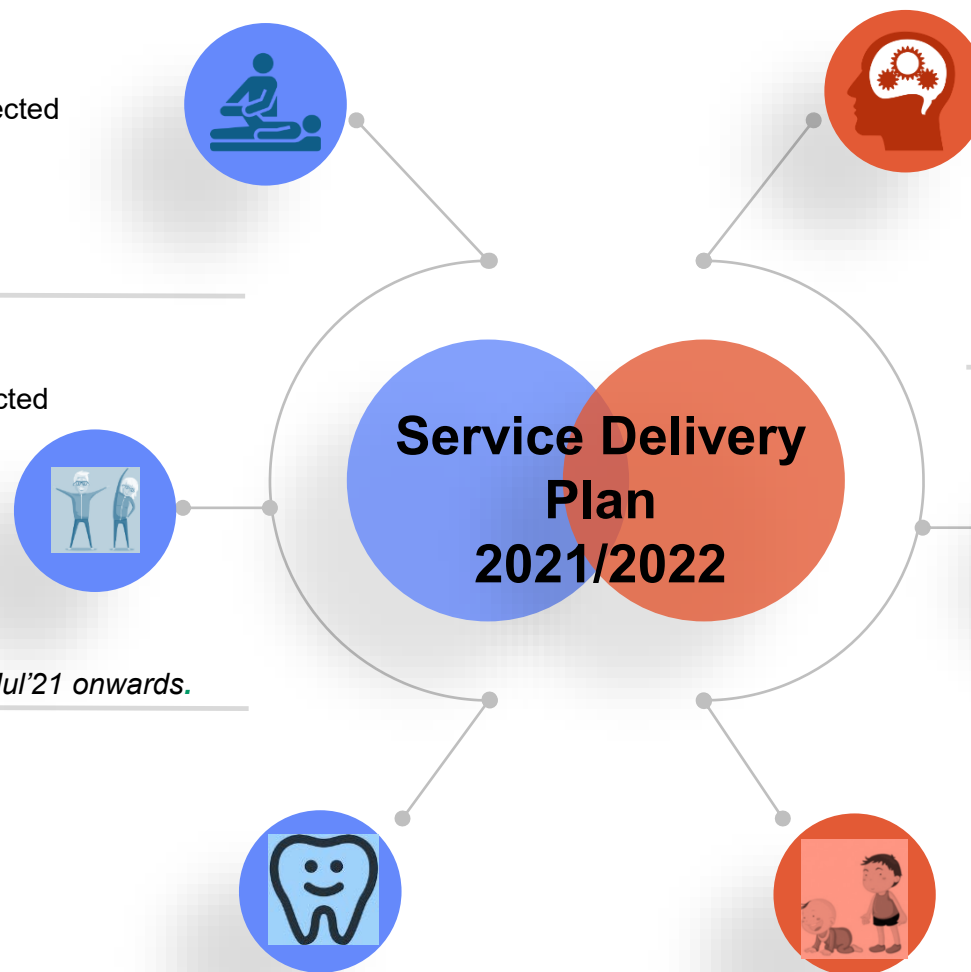 ected
cted
Service Delivery
Plan
2021/2022
Jul'21 onwards.